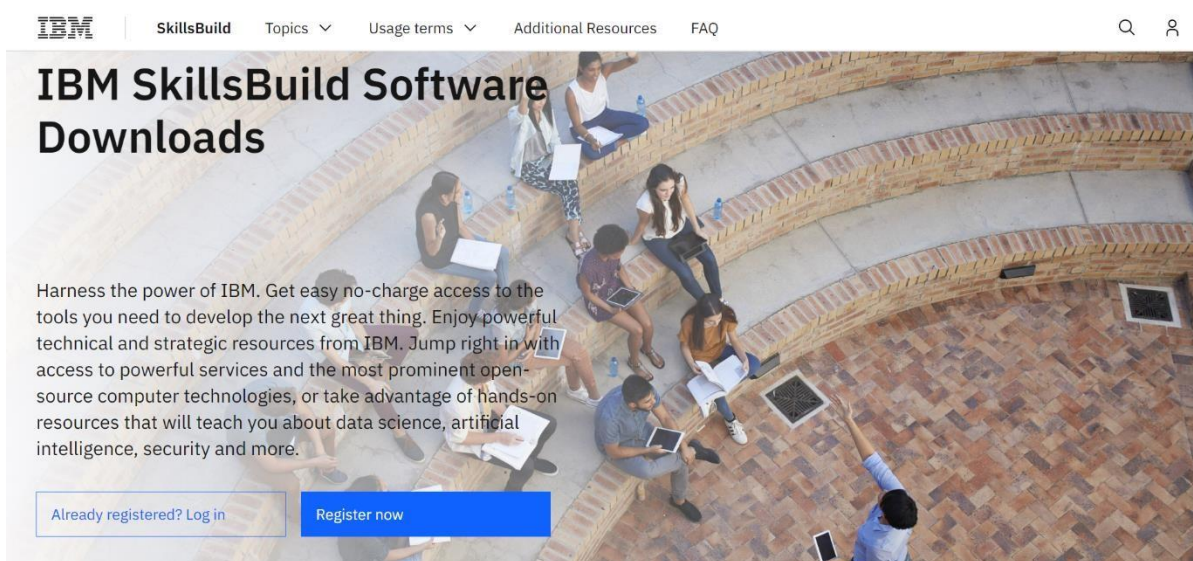 IBM
SkillsBuild Topics Usage terms Additional Resources FAQ
IBM SkillsBuild Software
Downloads
Harness the power of IBM. Get easy no-charge access to the
tools you need to develop the next great thing. Enjoy powerful
technical and strategic resources from IBM. Jump right in with
access to powerful services and the most prominent open-
source computer technologies, or take advantage of hands-on
resources that will teach you about data science, artificial
intelligence, security and more.
Already registered? Log in
Register now